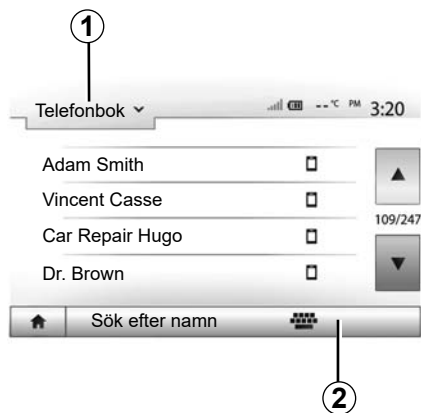 1
Telefonbok --°C PM 3:20
Adam Smith
Vincent Casse
109/247
Car Repair Hugo
Dr. Brown
Sök efter namn
2